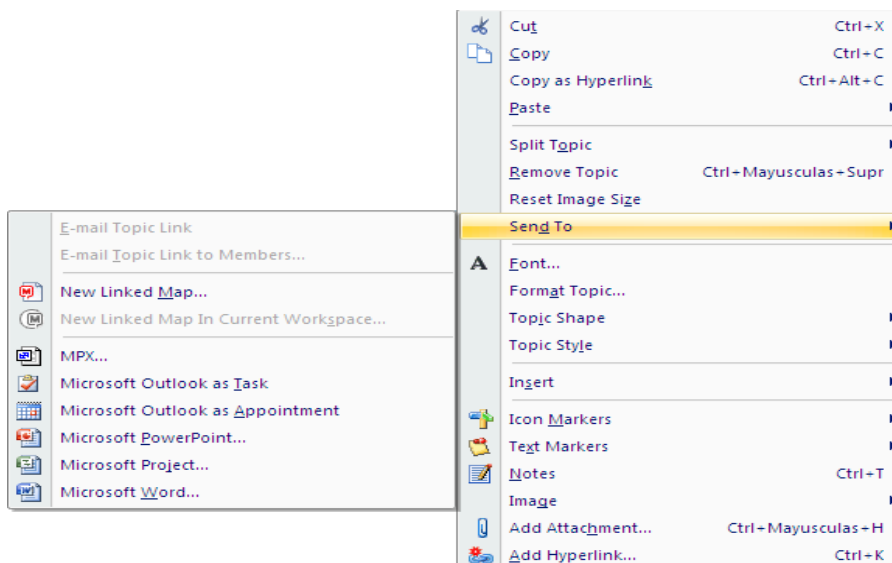 Cut Ctrl+X
Copy Ctrl+C
Copy as Hyperlink Ctrl+Alt+C
Paste
Split Topic
Remove Topic Ctrl+Mayusculas+Supr
Reset Image Size
Send To
Font...
Format Topic...
Topic Shape
Topic Style
Insert
Icon Markers
Text Markers
Notes Ctrl+T
Image
Add Attachment... Ctrl+Mayusculas+H
Add Hyperlink... Ctrl+K
E-mail Topic Link
E-mail Topic Link to Members...
New Linked Map...
New Linked Map In Current Workspace...
MPX...
Microsoft Outlook as Task
Microsoft Outlook as Appointment
Microsoft PowerPoint...
Microsoft Project...
Microsoft Word...